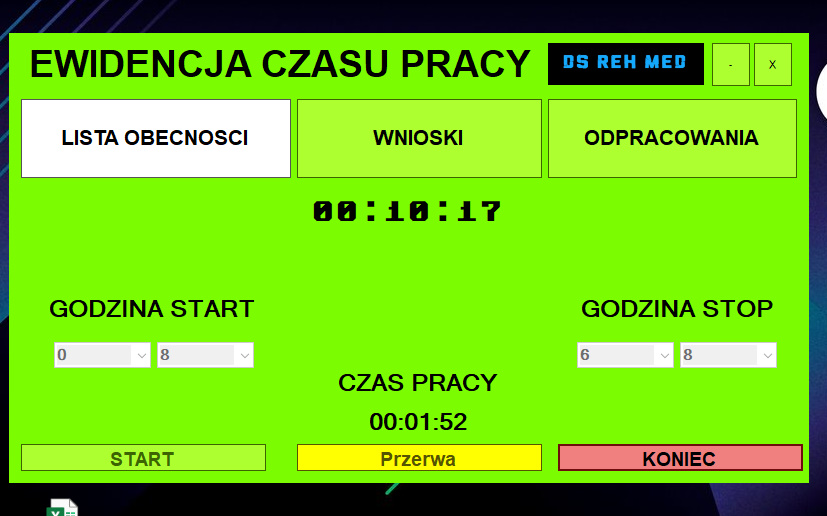 EWIDENCJA CZASU PRACY DS REH MED - X
LISTA OBECNOSCI WNIOSKI ODPRACOWANIA
00:10:17
GODZINA START GODZINA STOP
0 8 6 8
CZAS PRACY
00:01:52
START Przerwa KONIEC
X